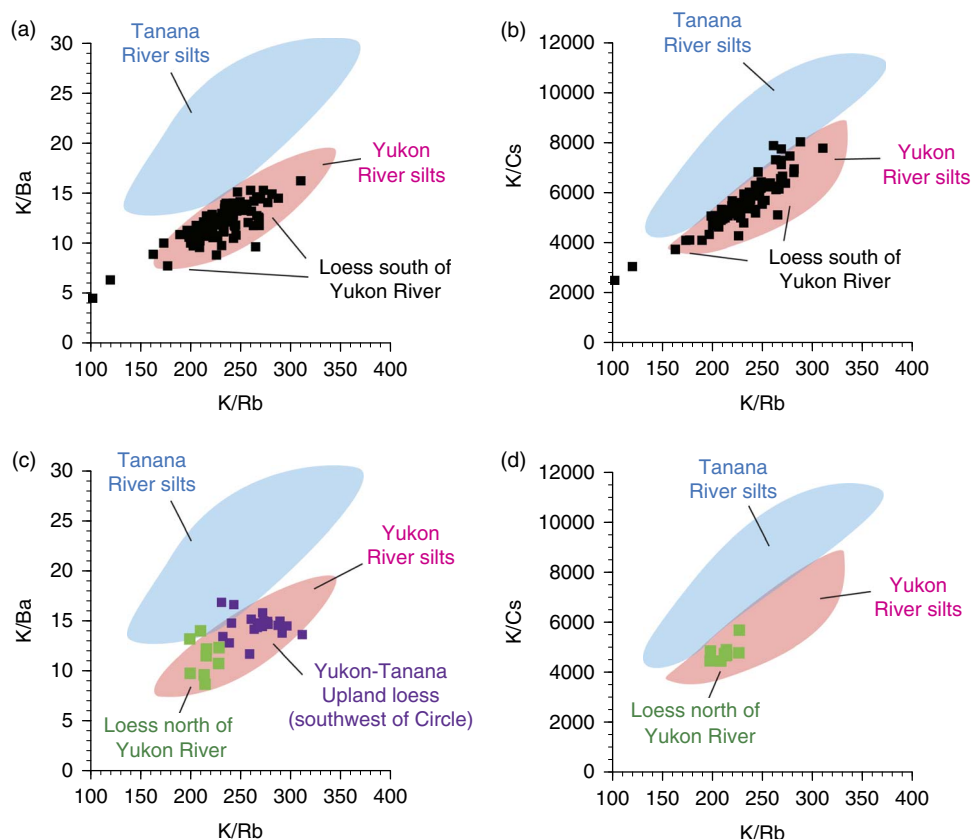 (a)
30
25
20
15
10
5
0
K/Ba
100 150 200 250 300 350 400
K/Rb
Tanana
River silts
Yukon
River silts
Loess south of
Yukon River
(b)
12000
10000
8000
6000
4000
2000
0
K/Cs
100 150 200 250 300 350 400
K/Rb
Tanana
River silts
Yukon
River silts
Loess south of
Yukon River
(c)
30
25
20
15
10
5
0
K/Ba
100 150 200 250 300 350 400
K/Rb
Tanana
River silts
Yukon
River silts
Yukon-Tanana
Upland loess
(southwest of Circle)
Loess north of
Yukon River
(d)
12000
10000
8000
6000
4000
2000
0
K/Cs
100 150 200 250 300 350 400
K/Rb
Tanana
River silts
Yukon
River silts
Loess north of
Yukon River